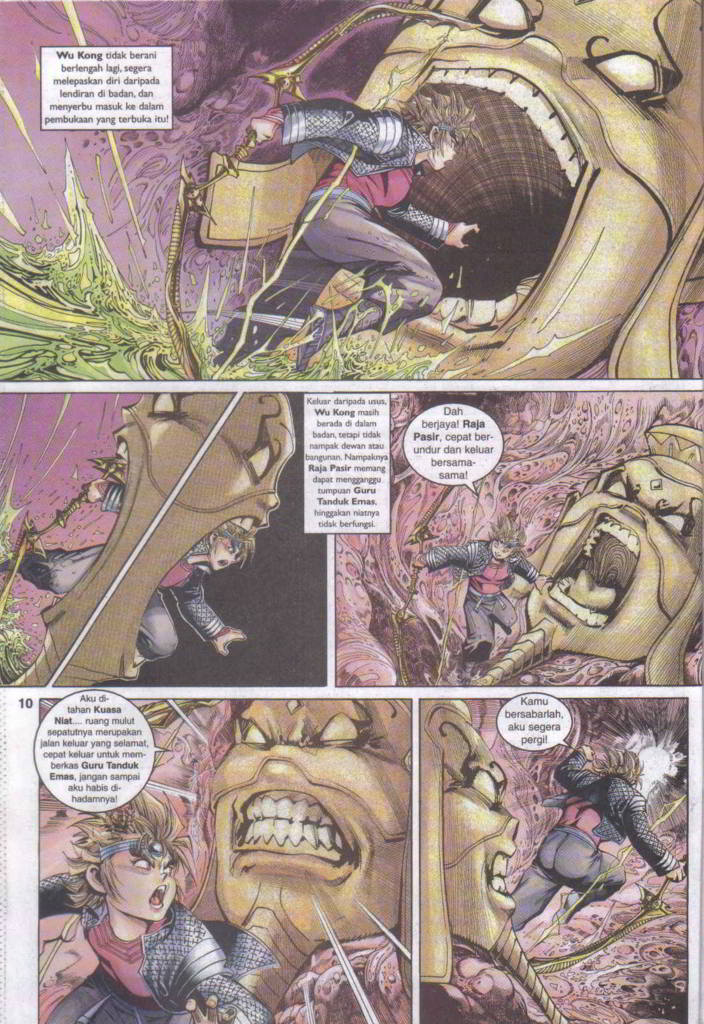 Wu Kong tidak berani
berlengah lagi, segera
melepaskan diri daripada
lendiran di badan, dan
menyerbu masuk ke dalam
pembukaan yang terbuka itu!
Keluar daripada usus,
Wu Kong masih
berada di dalam
badan, tetapi tidak
nampak dewan atau
bangunan. Nampaknya
Raja Pasir memang
dapat mengganggu
tumpuan Guru
Tanduk Emas,
hinggakan niatnya
tidak berfungsi.
Dah
berjaya! Raja
Pasir, cepat ber-
undur dan keluar
bersama-
sama!
10
Aku di-
tahan Kuasa
Niat.... ruang mulut
sepatutnya merupakan
jalan keluar yang selamat,
cepat keluar untuk mem-
berkas Guru Tanduk
Emas, jangan sampai
aku habis di-
hadamnya!
Kamu
bersabarlah,
aku segera
pergi!